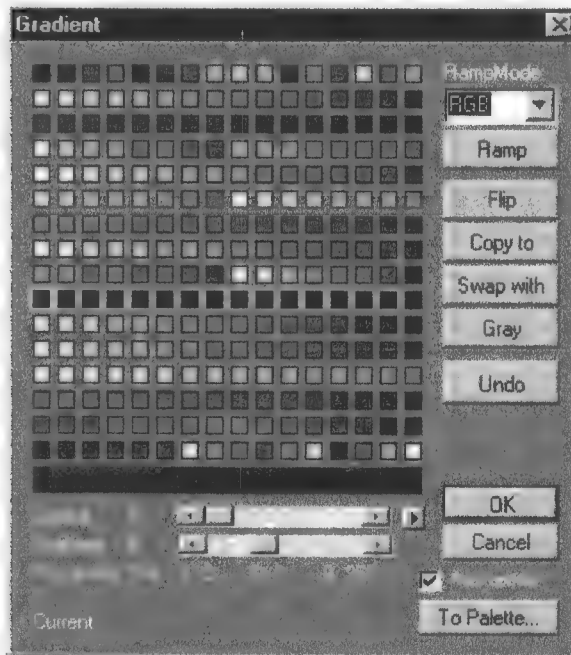 Gradient
RampMode
RGB
Ramp
Flip
Copy to
Swap with
Gray
Undo
OK
Cancel
To Palette...
Current